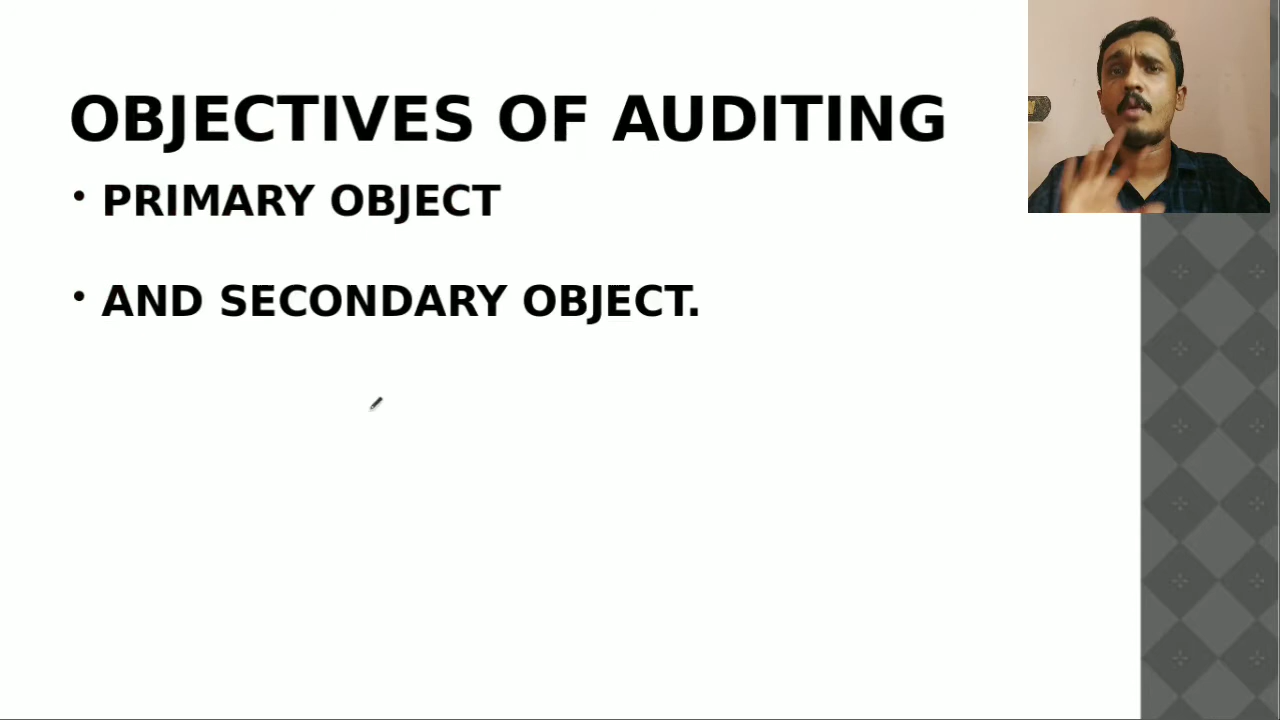 OBJECTIVES OF AUDITING
• PRIMARY OBJECT
• AND SECONDARY OBJECT.